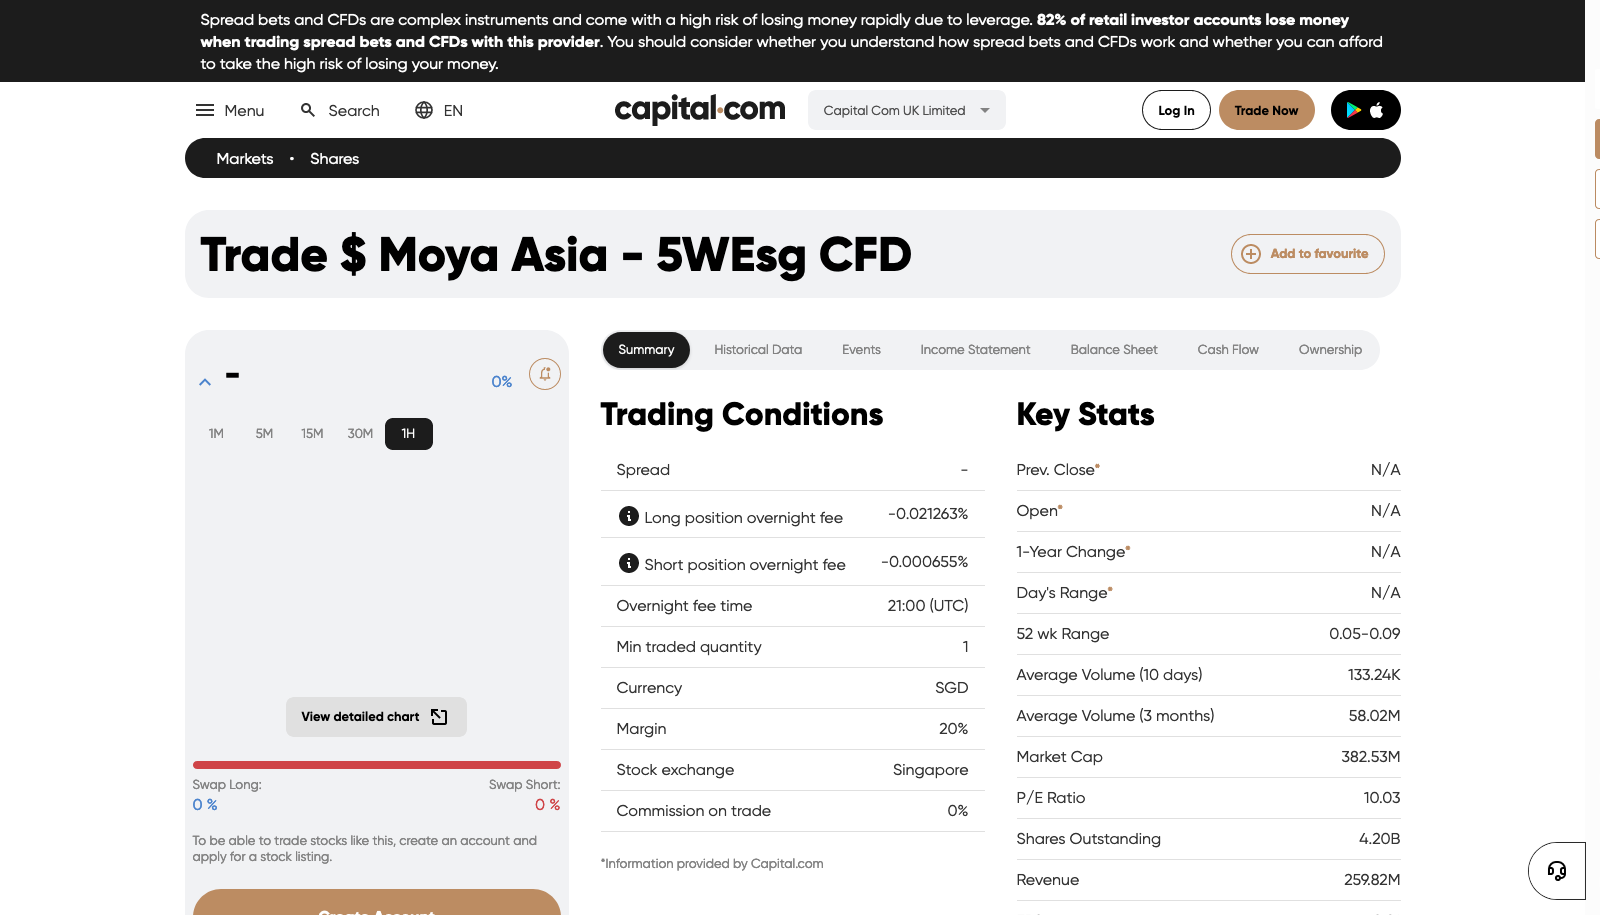 Spread bets and CFDs are complex instruments and come with a high risk of losing money rapidly due to leverage. 82% of retail investor accounts lose money
when trading spread bets and CFDs with this provider. You should consider whether you understand how spread bets and CFDs work and whether you can afford
to take the high risk of losing your money.
Menu Search EN capital.com Capital Com UK Limited Log In Trade Now
Markets • Shares
Trade $ Moya Asia - 5WEsg CFD
Add to favourite
- 0%
1M 5M 15M 30M 1H
View detailed chart
Swap Long: Swap Short:
0 % 0 %
To be able to trade stocks like this, create an account and
apply for a stock listing.
Create Account
Summary Historical Data Events Income Statement Balance Sheet Cash Flow Ownership
Trading Conditions
Spread -
Long position overnight fee -0.021263%
Short position overnight fee -0.000655%
Overnight fee time 21:00 (UTC)
Min traded quantity 1
Currency SGD
Margin 20%
Stock exchange Singapore
Commission on trade 0%
*Information provided by Capital.com
Key Stats
Prev. Close* N/A
Open* N/A
1-Year Change* N/A
Day's Range* N/A
52 wk Range 0.05-0.09
Average Volume (10 days) 133.24K
Average Volume (3 months) 58.02M
Market Cap 382.53M
P/E Ratio 10.03
Shares Outstanding 4.20B
Revenue 259.82M